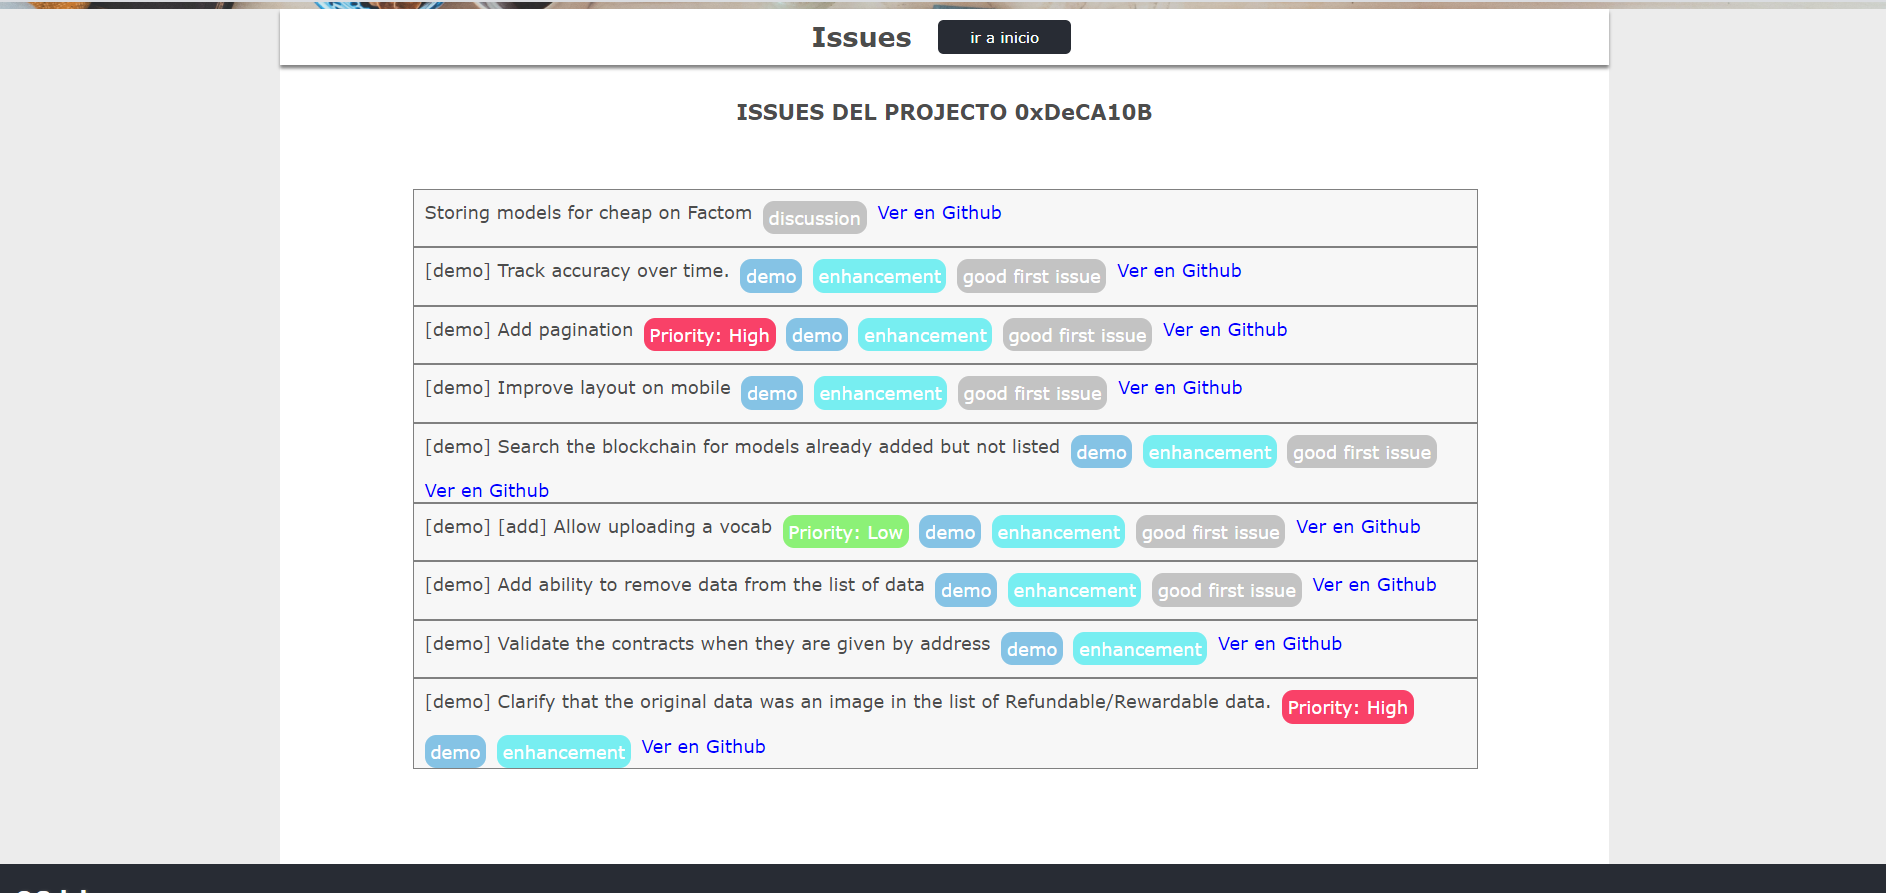 Issues ir a inicio
ISSUES DEL PROJECTO 0xDeCA10B
Storing models for cheap on Factom discussion Ver en Github
[demo] Track accuracy over time. demo enhancement good first issue Ver en Github
[demo] Add pagination Priority: High demo enhancement good first issue Ver en Github
[demo] Improve layout on mobile demo enhancement good first issue Ver en Github
[demo] Search the blockchain for models already added but not listed demo enhancement good first issue
Ver en Github
[demo] [add] Allow uploading a vocab Priority: Low demo enhancement good first issue Ver en Github
[demo] Add ability to remove data from the list of data demo enhancement good first issue Ver en Github
[demo] Validate the contracts when they are given by address demo enhancement Ver en Github
[demo] Clarify that the original data was an image in the list of Refundable/Rewardable data. Priority: High
demo enhancement Ver en Github